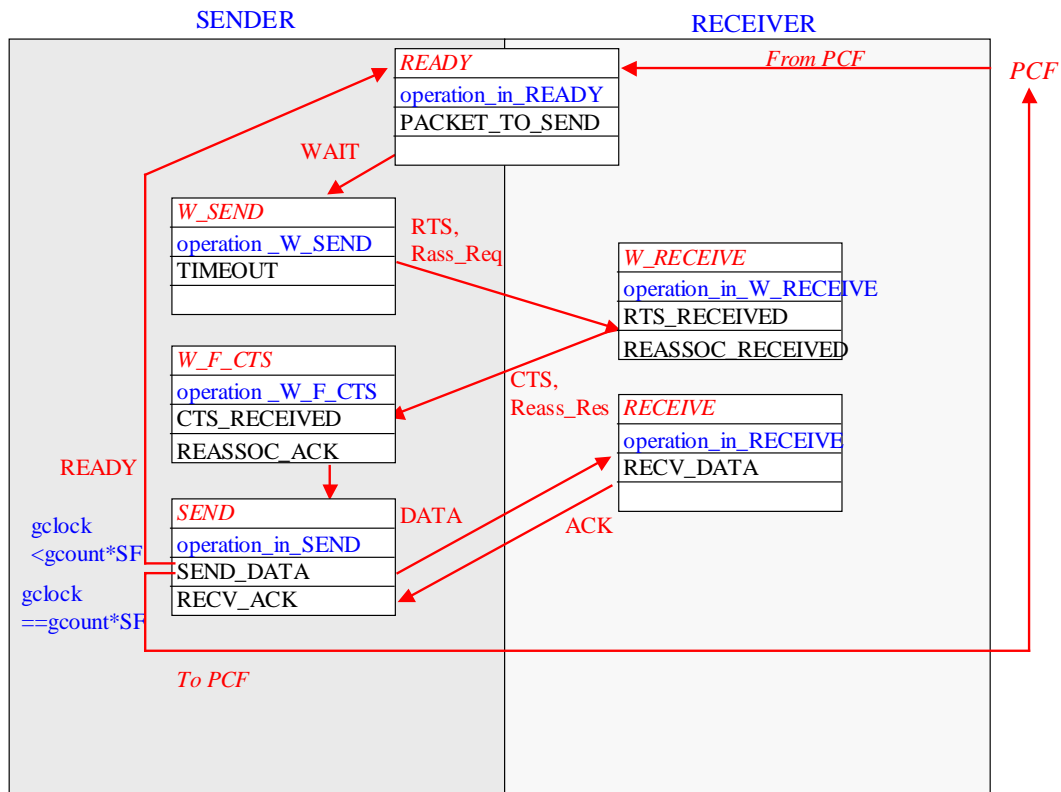 SENDER
RECEIVER
READY
operation_in_READY
PACKET_TO_SEND
From PCF
PCF
WAIT
W_SEND
operation _W_SEND
TIMEOUT
RTS,
Rass_Req
W_RECEIVE
operation_in_W_RECEIVE
RTS_RECEIVED
REASSOC_RECEIVED
W_F_CTS
operation _W_F_CTS
CTS_RECEIVED
REASSOC_ACK
CTS,
Reass_Res
RECEIVE
operation_in_RECEIVE
RECV_DATA
READY
gclock
<gcount*SF
gclock
==gcount*SF
SEND
operation_in_SEND
SEND_DATA
RECV_ACK
DATA
ACK
To PCF